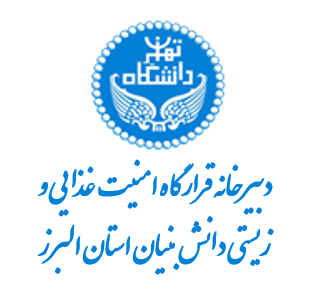 دانشگاه تهران
دبیرخانه قرارگاه امنیت غذایی و
زیستی دانش بنیان استان البرز